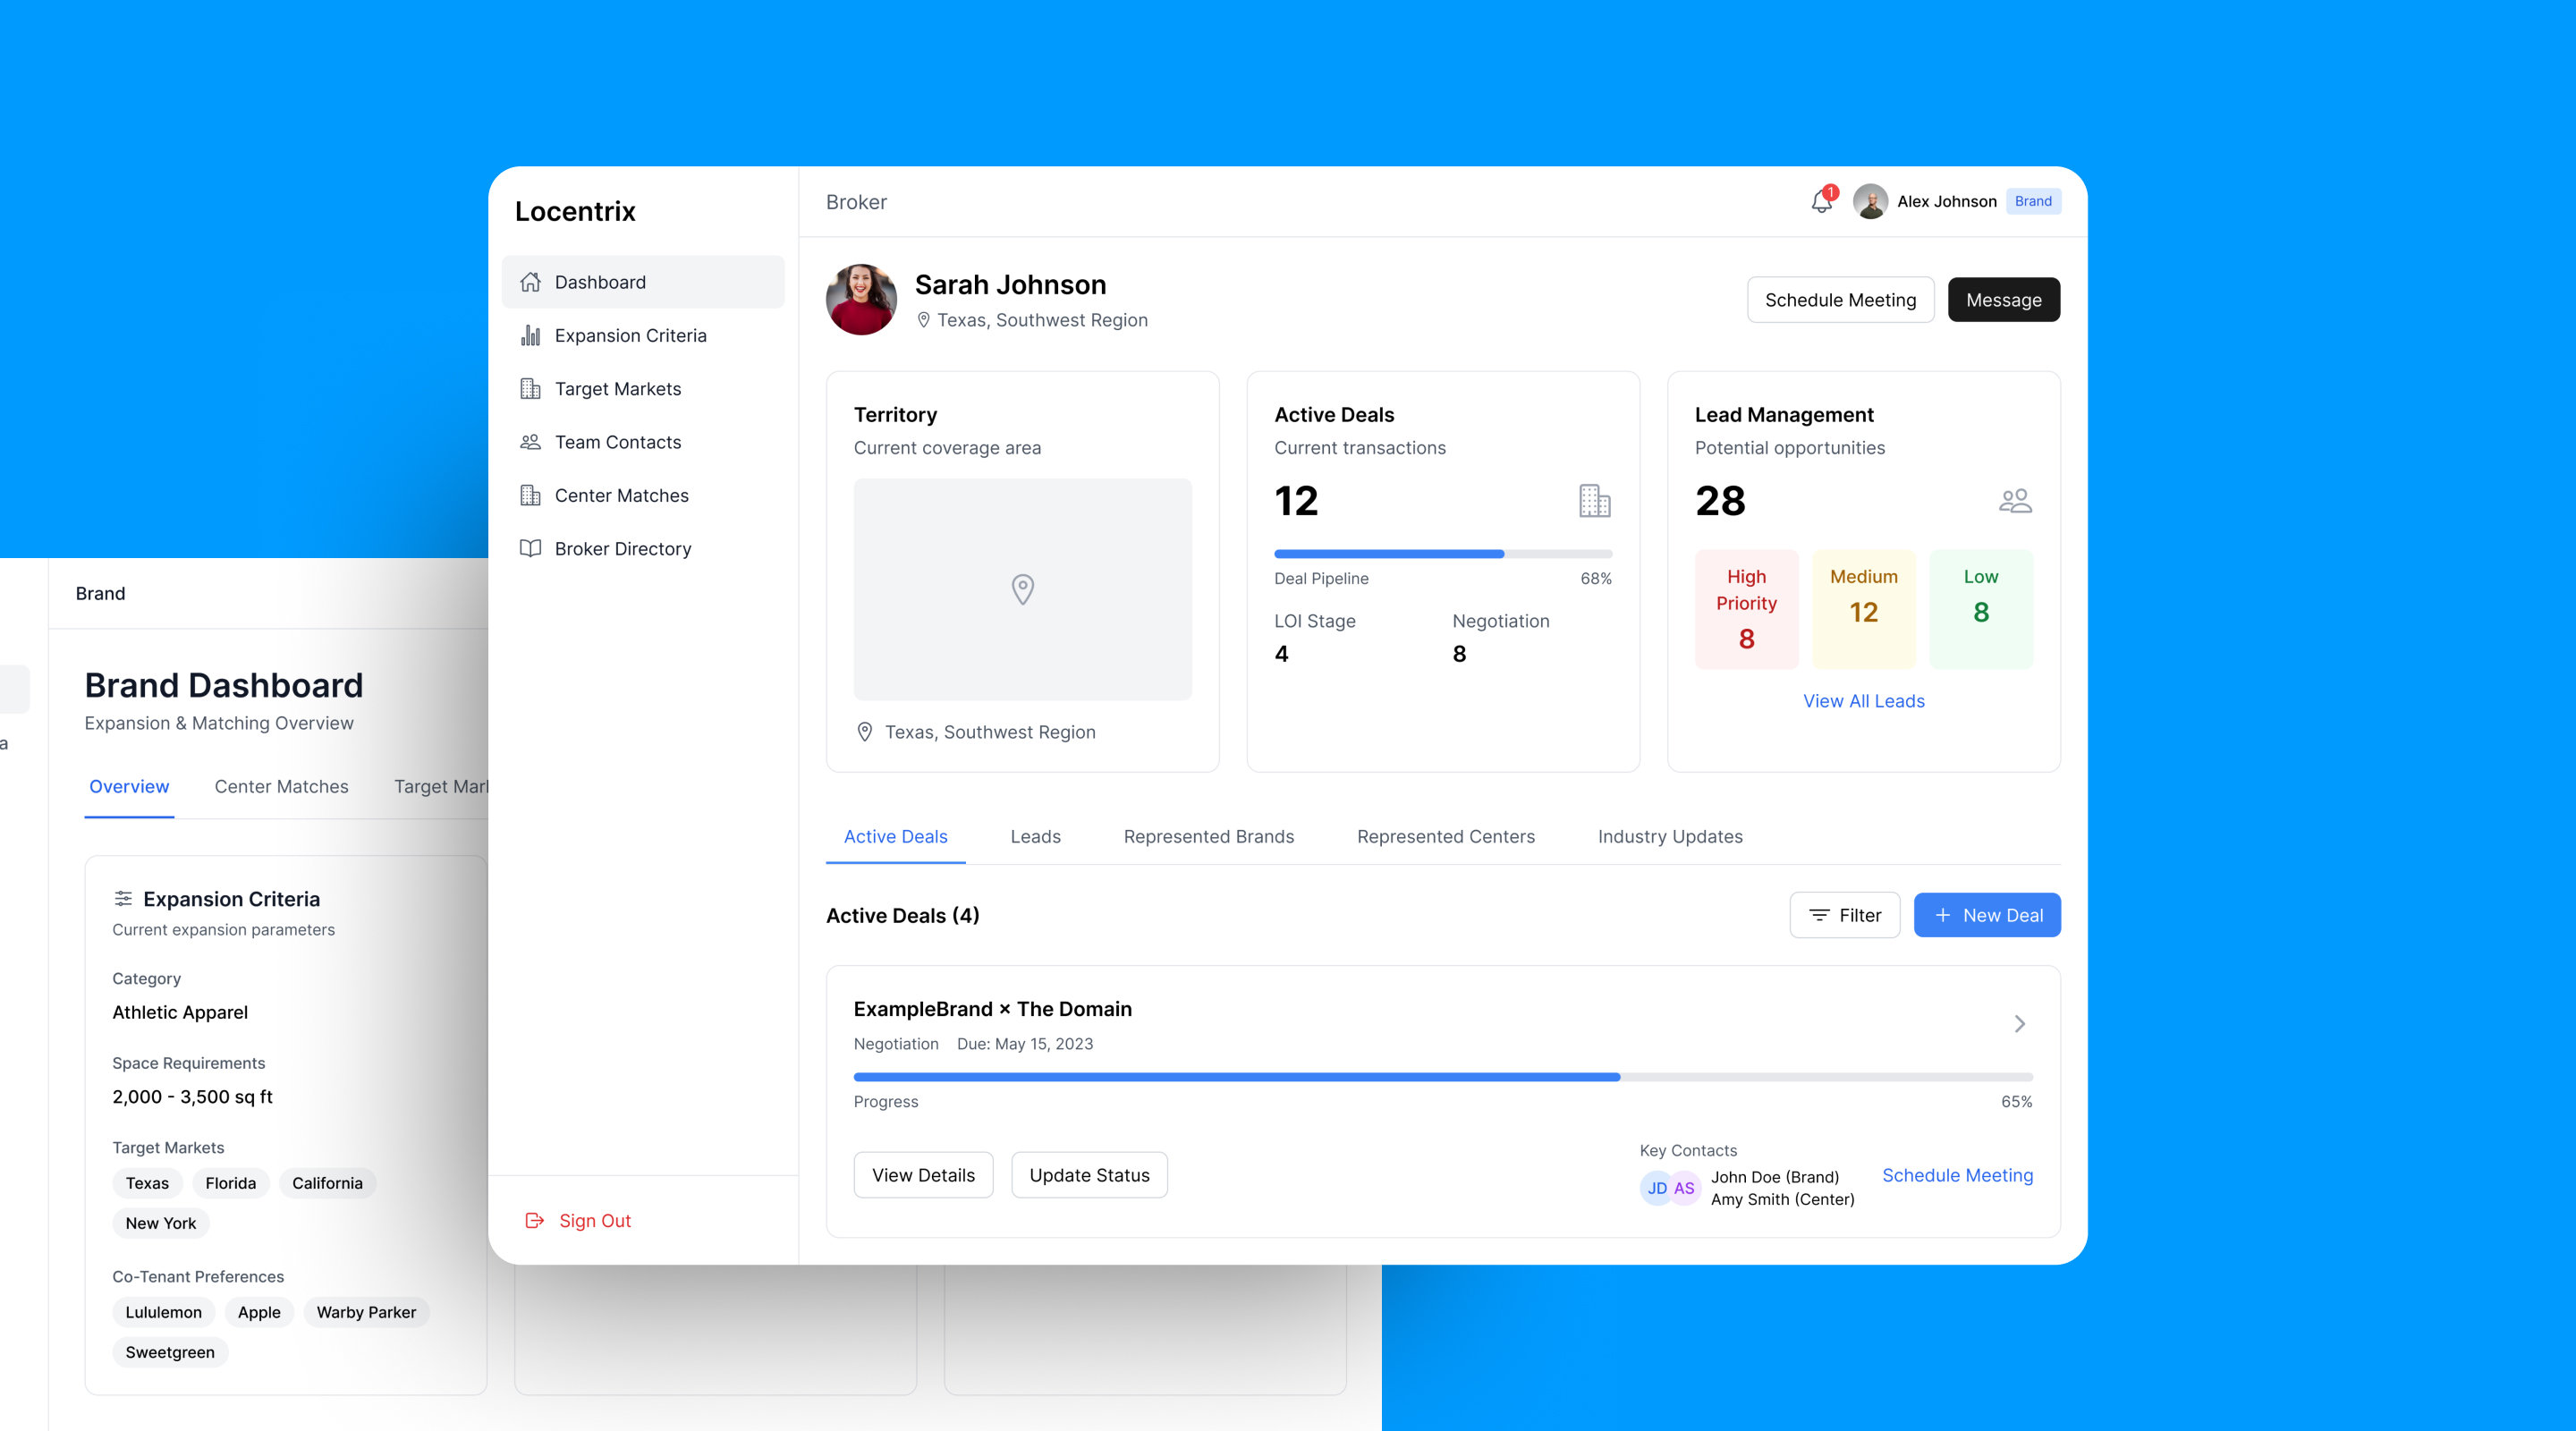 Locentrix
Dashboard
Expansion Criteria
Target Markets
Team Contacts
Center Matches
Broker Directory
Sign Out
Broker
1
Alex Johnson
Brand
Sarah Johnson
Texas, Southwest Region
Schedule Meeting
Message
Territory
Current coverage area
Texas, Southwest Region
Active Deals
Current transactions
12
Deal Pipeline
68%
LOI Stage
4
Negotiation
8
Lead Management
Potential opportunities
28
High
Priority
8
Medium
12
Low
8
View All Leads
Active Deals
Leads
Represented Brands
Represented Centers
Industry Updates
Active Deals (4)
Filter
New Deal
ExampleBrand × The Domain
Negotiation
Due: May 15, 2023
Progress
65%
View Details
Update Status
Key Contacts
JD
AS
John Doe (Brand)
Amy Smith (Center)
Schedule Meeting
a
Brand
Brand Dashboard
Expansion & Matching Overview
Overview
Center Matches
Target Mar
Expansion Criteria
Current expansion parameters
Category
Athletic Apparel
Space Requirements
2,000 - 3,500 sq ft
Target Markets
Texas
Florida
California
New York
Co-Tenant Preferences
Lululemon
Apple
Warby Parker
Sweetgreen